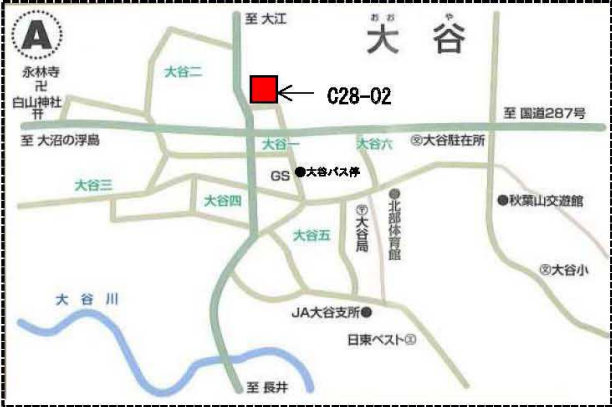 A
至 大江
おお や
大 谷
永林寺
卍
大谷二
C28-02
白山神社
至 国道287号
至 大沼の浮島
大谷一
大谷六
大谷駐在所
GS
大谷バス停
大谷三
大谷四
〒大谷局
北部体育館
秋葉山交遊館
大谷五
文大谷小
大谷川
JA大谷支所
日東ベスト工
至 長井